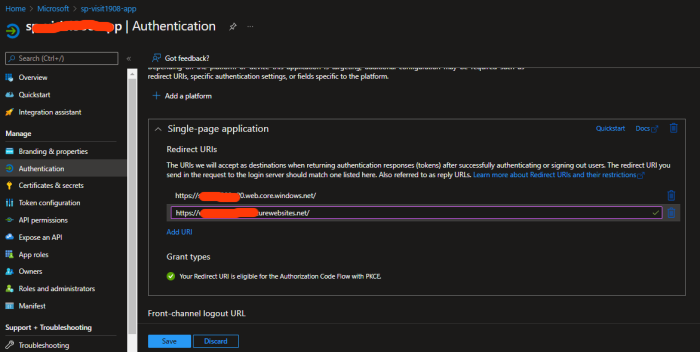 Home > Microsoft > sp-visit1908-app
pp | Authentication
Search (Ctrl+/)
Overview
Quickstart
Integration assistant
Manage
Branding & properties
Authentication
Certificates & secrets
Token configuration
API permissions
Expose an API
App roles
Owners
Roles and administrators
Manifest
Support + Troubleshooting
Troubleshooting
Got feedback?
redirect URIs, specific authentication settings, or fields specific to the platform.
+ Add a platform
Single-page application
Quickstart
Docs
Redirect URIs
The URIs we will accept as destinations when returning authentication responses (tokens) after successfully authenticating or signing out users. The redirect URI you
send in the request to the login server should match one listed here. Also referred to as reply URLs. Learn more about Redirect URIs and their restrictions
https:// 0.web.core.windows.net/
https:// urewebsites.net/
Add URI
Grant types
Your Redirect URI is eligible for the Authorization Code Flow with PKCE.
Front-channel logout URL
Save
Discard